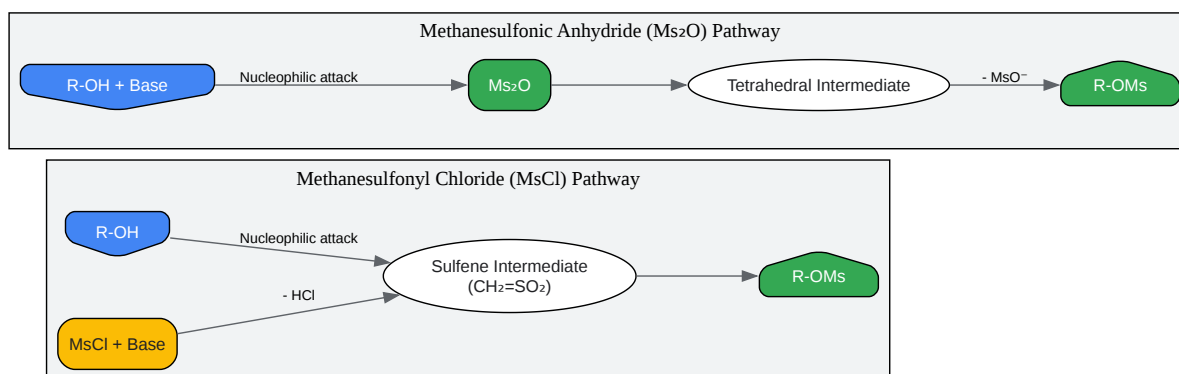 Methanesulfonic Anhydride (Ms₂O) Pathway
R-OH + Base
Nucleophilic attack
Ms₂O
Tetrahedral Intermediate
- MsO⁻
R-OMs
Methanesulfonyl Chloride (MsCl) Pathway
R-OH
Nucleophilic attack
Sulfene Intermediate
(CH₂=SO₂)
R-OMs
- HCl
MsCl + Base